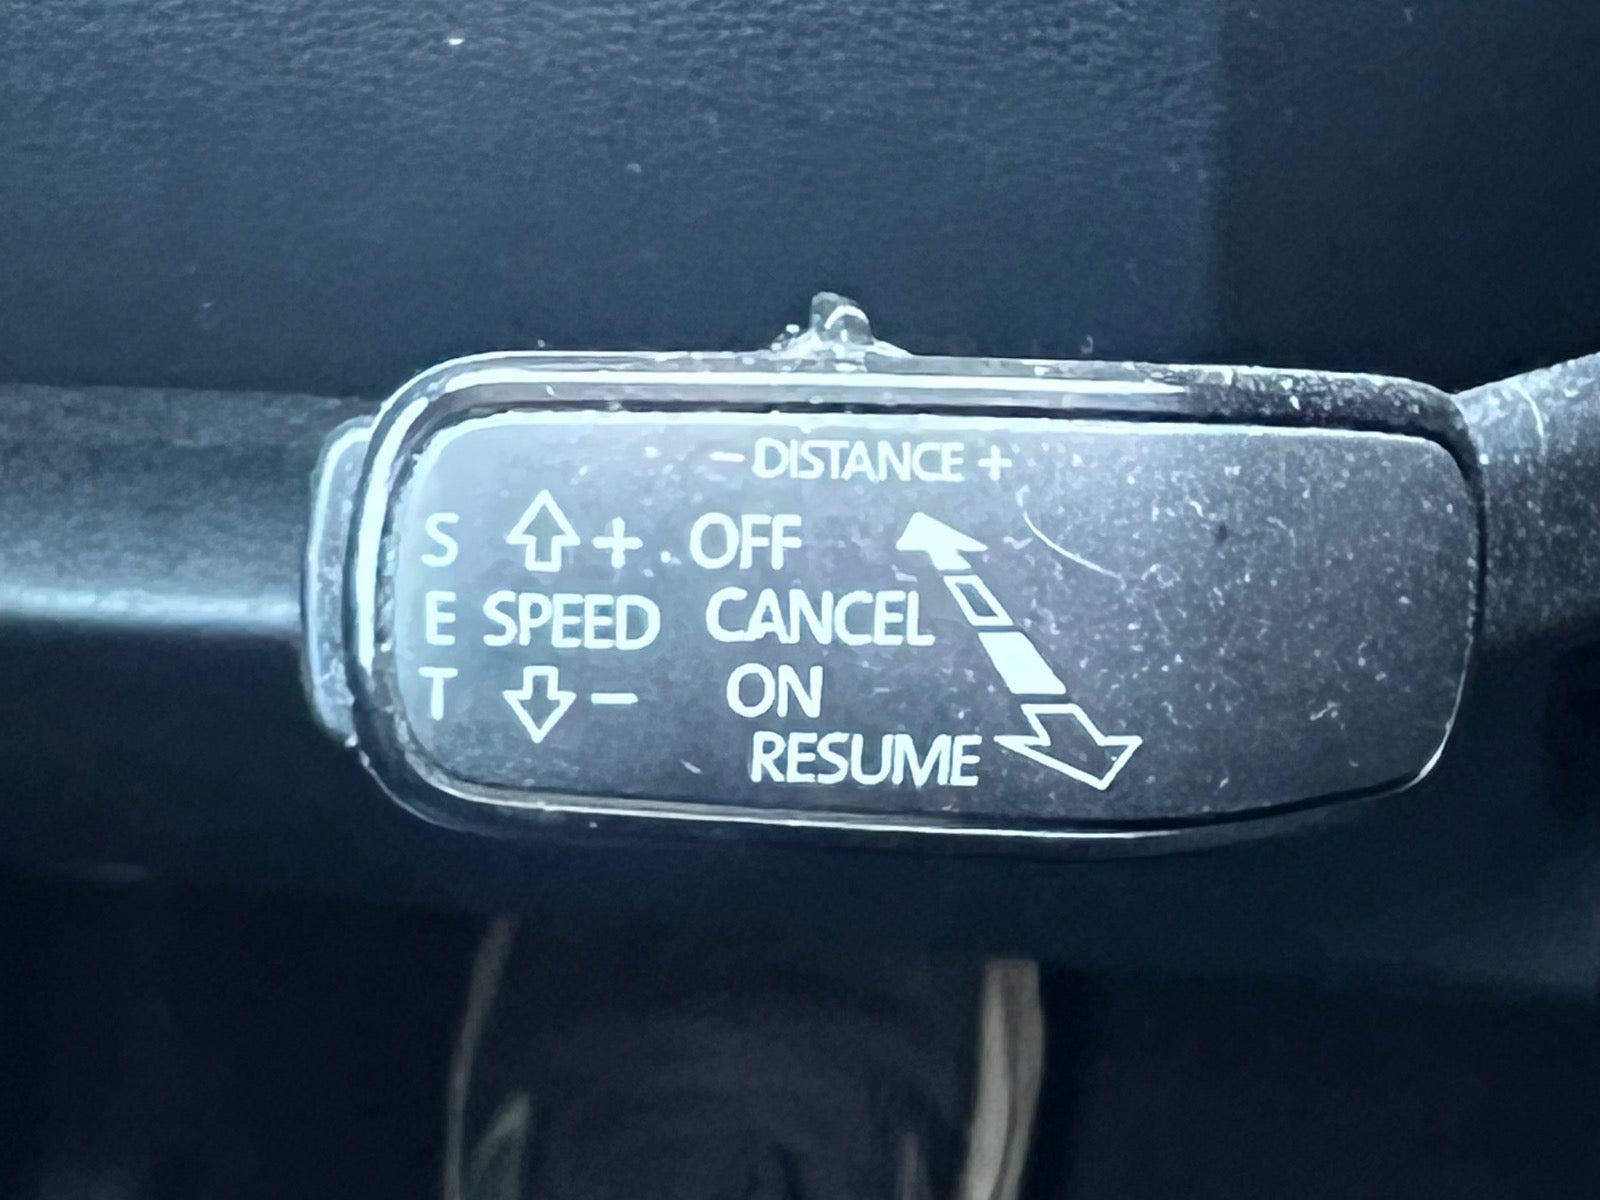 - DISTANCE +
S + OFF
E SPEED CANCEL
T - ON
RESUME